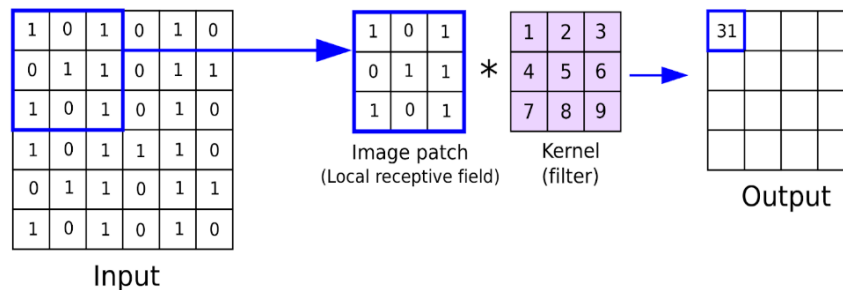 1 0 1 0 1 0
0 1 1 0 1 1
1 0 1 0 1 0
1 0 1 1 1 0
0 1 1 0 1 1
1 0 1 0 1 0
Input
1 0 1
0 1 1
1 0 1
Image patch
(Local receptive field)
*
1 2 3
4 5 6
7 8 9
Kernel
(filter)
31
Output